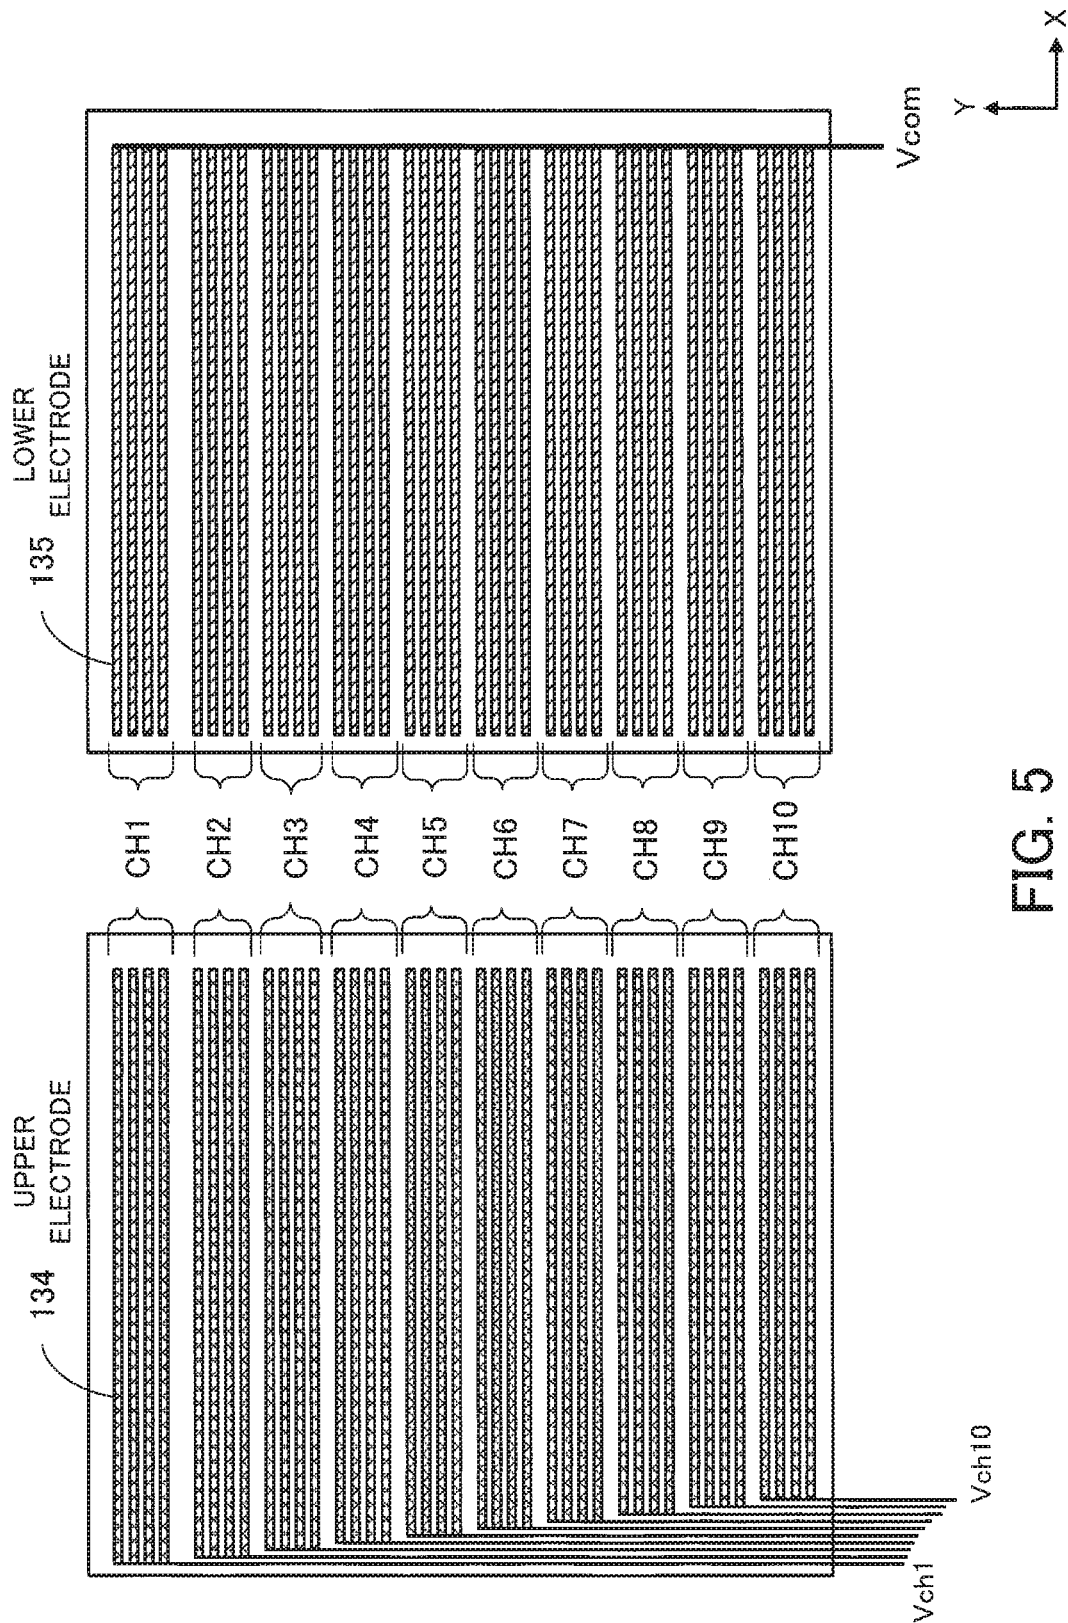 UPPER
ELECTRODE
134
LOWER
ELECTRODE
135
CH1
CH2
CH3
CH4
CH5
CH6
CH7
CH8
CH9
CH10
Vch1
Vch10
Vcom
Y
X
FIG. 5